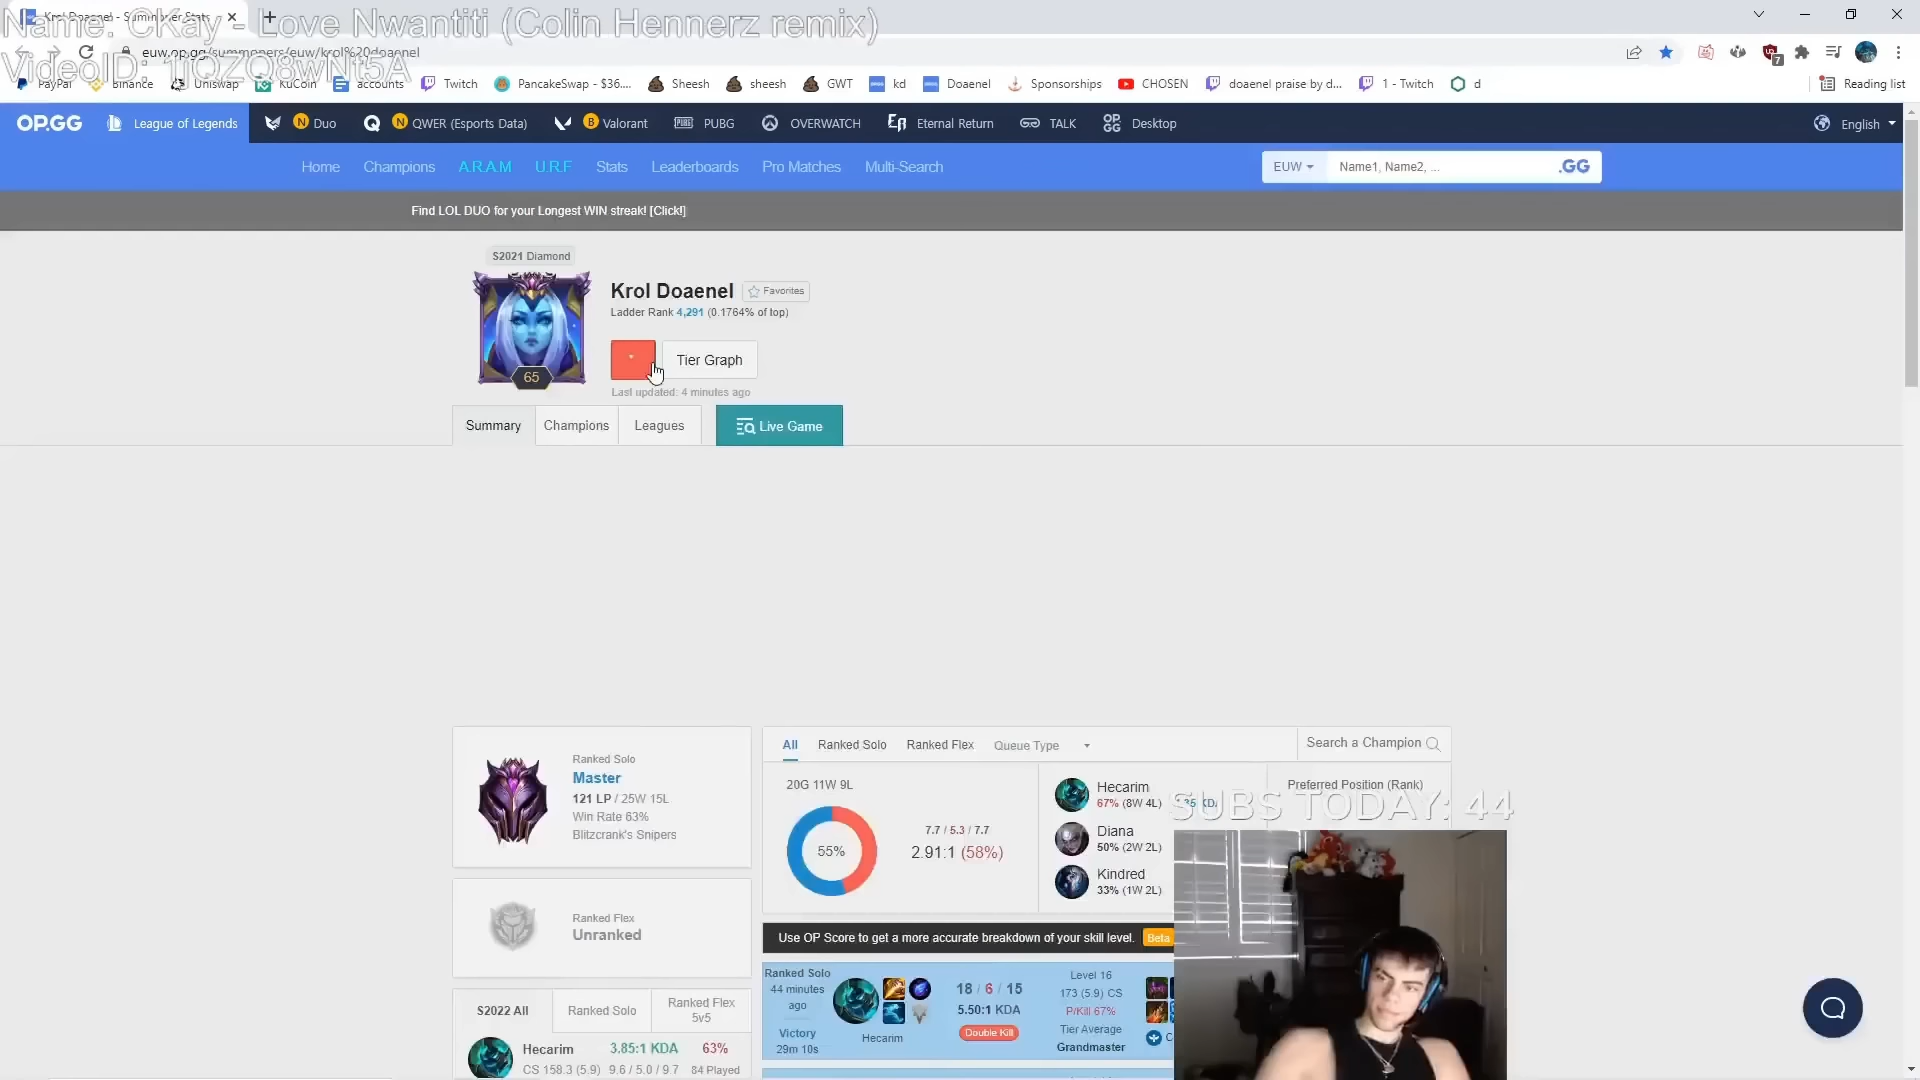 Krol Doaenel - Summoner Stats
Name: CKay - Love Nwantiti (Colin Hennerz remix)
euw.op.gg/summoners/euw/krol%20doaenel
7
PayPal Binance Uniswap KuCoin accounts Twitch PancakeSwap - $36.... Sheesh sheesh GWT kd Doaenel Sponsorships CHOSEN doaenel praise by d... 1 - Twitch d Reading list
OP.GG League of Legends N Duo N QWER (Esports Data) B Valorant PUBG OVERWATCH Eternal Return TALK OP.GG Desktop English
Home Champions A.R.A.M U.R.F Stats Leaderboards Pro Matches Multi-Search EUW Name1, Name2, ... .GG
Find LOL DUO for your Longest WIN streak! [Click!]
S2021 Diamond
Krol Doaenel Favorites
Ladder Rank 4,291 (0.1764% of top)
Tier Graph
65
Last updated: 4 minutes ago
Summary Champions Leagues Live Game
Ranked Solo
Master
121 LP / 25W 15L
Win Rate 63%
Blitzcrank's Snipers
Ranked Flex
Unranked
S2022 All Ranked Solo Ranked Flex 5v5
Hecarim 3.85:1 KDA 63%
CS 158.3 (5.9) 9.6 / 5.0 / 9.7 84 Played
All Ranked Solo Ranked Flex Queue Type Search a Champion
20G 11W 9L
55%
7.7 / 5.3 / 7.7
2.91:1 (58%)
Hecarim
67% (8W 4L)
Diana
50% (2W 2L)
Kindred
33% (1W 2L)
Preferred Position (Rank)
SUBS TODAY: 44
Use OP Score to get a more accurate breakdown of your skill level. Beta
Ranked Solo
44 minutes ago
Victory
29m 10s
Hecarim
18 / 6 / 15
5.50:1 KDA
Double Kill
Level 16
173 (5.9) CS
P/Kill 67%
Tier Average
Grandmaster